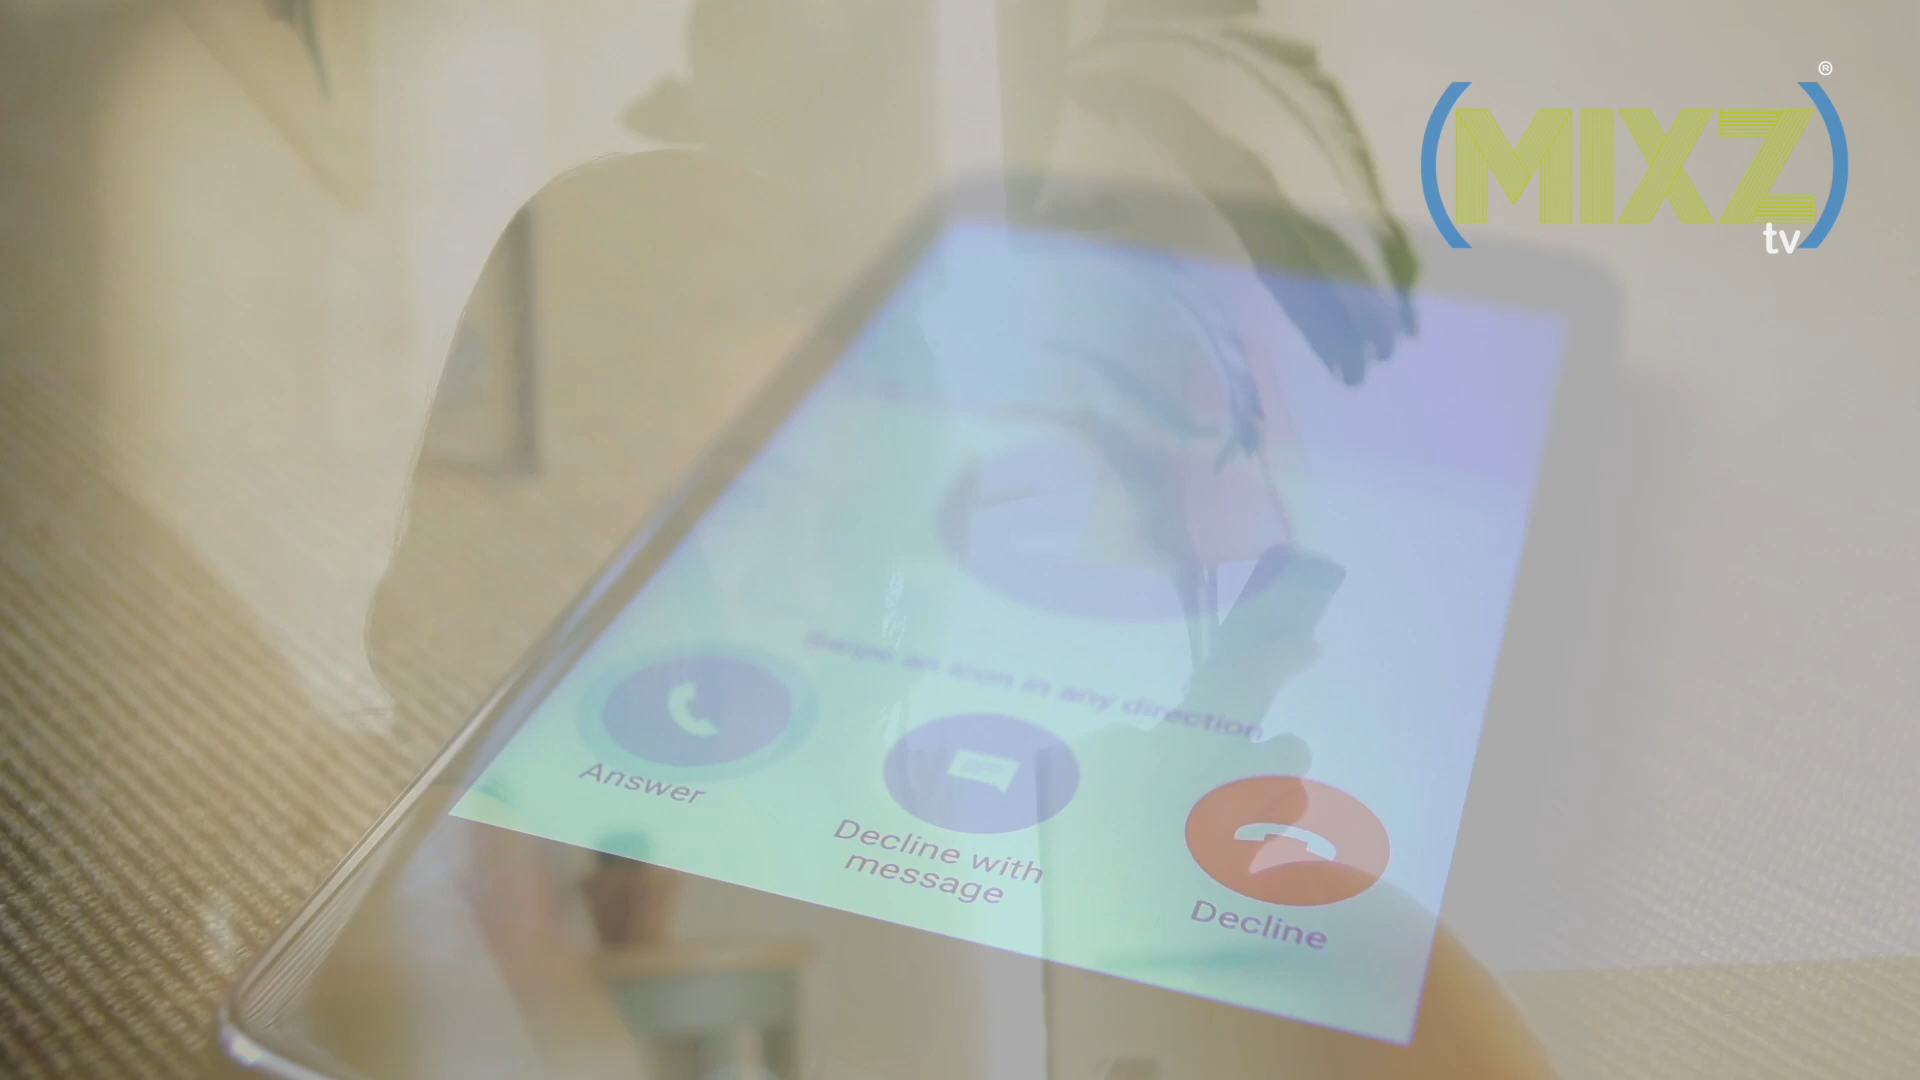 ®
(MIXZ)
tv
Swipe an icon in any direction
Answer
Decline with
message
Decline